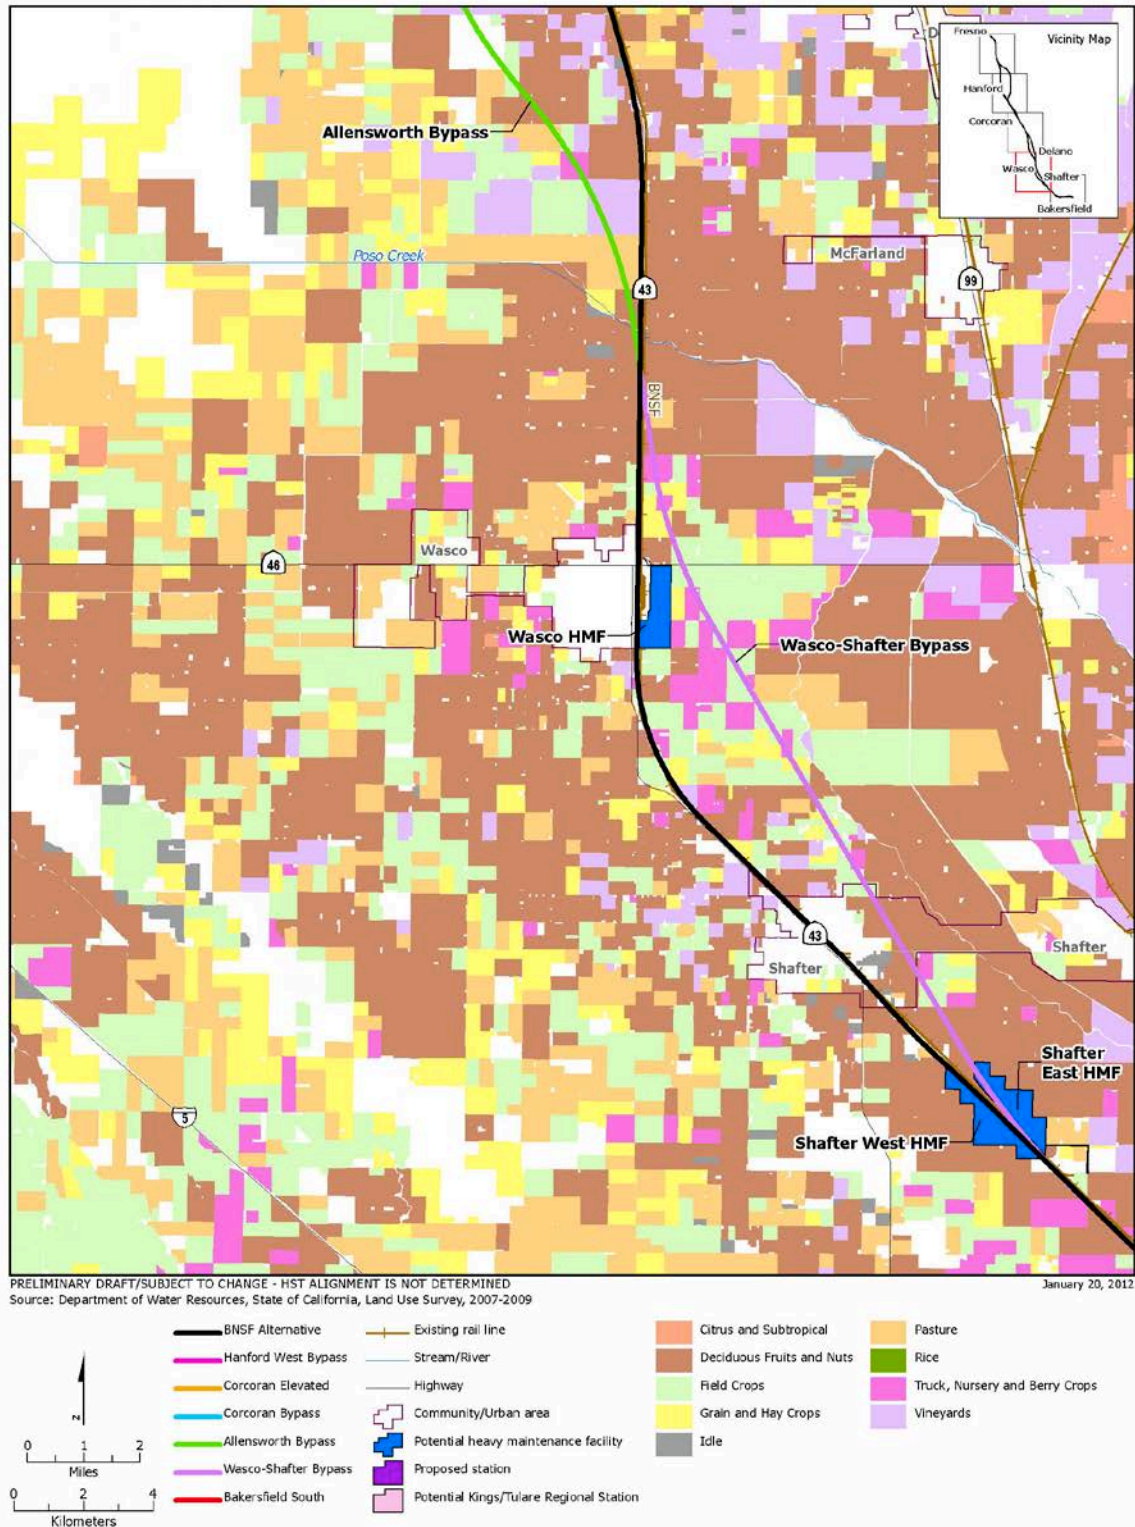 Fresno
Vicinity Map
Hanford
Corcoran
Delano
Wasco
Shafter
Bakersfield
D
Allensworth Bypass
Poso Creek
McFarland
43
99
BNSF
Wasco
46
Wasco HMF
Wasco-Shafter Bypass
43
Shafter
Shafter
Shafter
East HMF
5
Shafter West HMF
PRELIMINARY DRAFT/SUBJECT TO CHANGE - HST ALIGNMENT IS NOT DETERMINED
January 20, 2012
Source: Department of Water Resources, State of California, Land Use Survey, 2007-2009
BNSF Alternative
Hanford West Bypass
Corcoran Elevated
Corcoran Bypass
Allensworth Bypass
Wasco-Shafter Bypass
Bakersfield South
Existing rail line
Stream/River
Highway
Community/Urban area
Potential heavy maintenance facility
Proposed station
Potential Kings/Tulare Regional Station
Citrus and Subtropical
Deciduous Fruits and Nuts
Field Crops
Grain and Hay Crops
Idle
Pasture
Rice
Truck, Nursery and Berry Crops
Vineyards
N
0 1 2
Miles
0 2 4
Kilometers